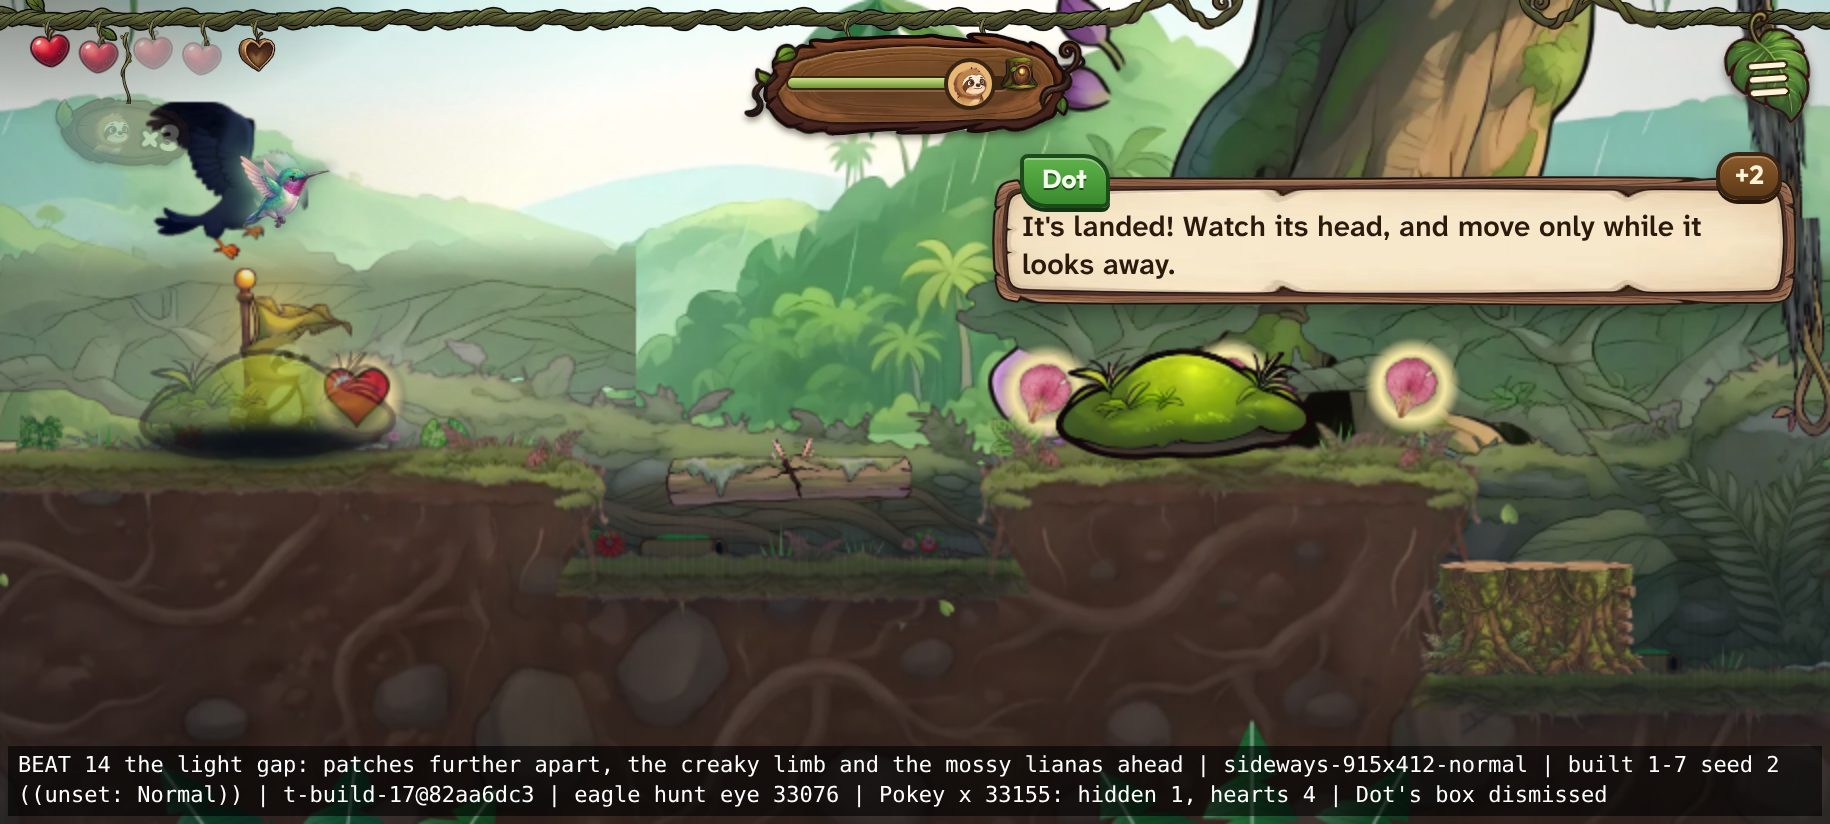 x3
Dot
+2
It's landed! Watch its head, and move only while it
looks away.
BEAT 14 the light gap: patches further apart, the creaky limb and the mossy lianas ahead | sideways-915x412-normal | built 1-7 seed 2
((unset: Normal)) | t-build-17@82aa6dc3 | eagle hunt eye 33076 | Pokey x 33155: hidden 1, hearts 4 | Dot's box dismissed